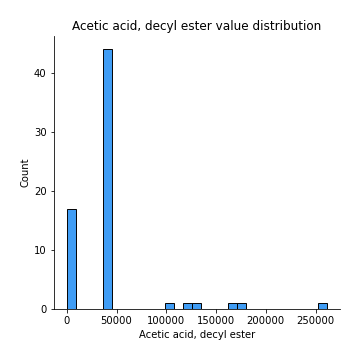 Acetic acid, decyl ester value distribution
Count
40
30
20
10
0
0 50000 100000 150000 200000 250000
Acetic acid, decyl ester